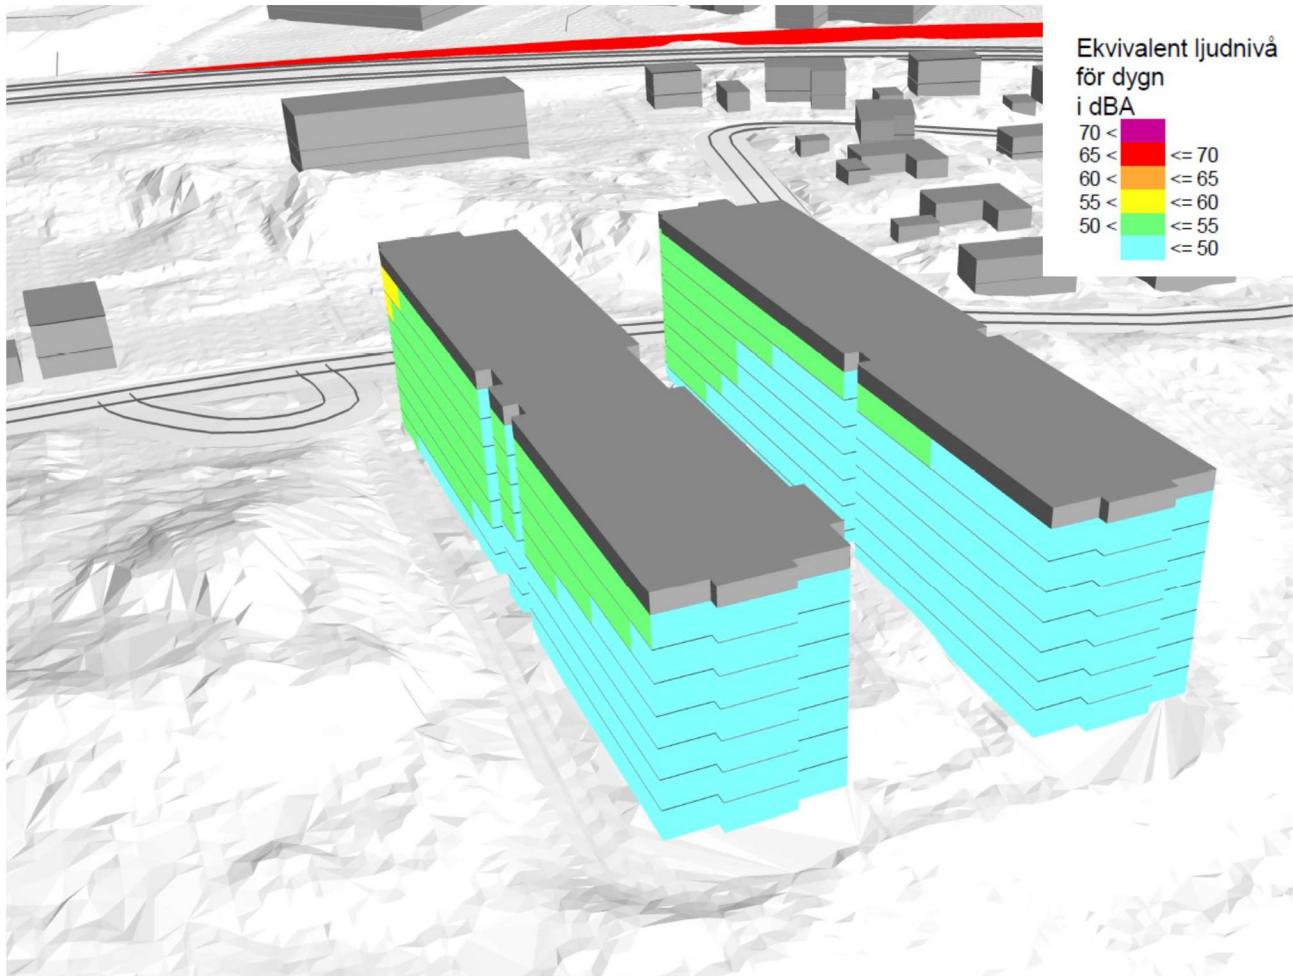 Ekvivalent ljudnivå
för dygn
i dBA
70 <
65 < <= 70
60 < <= 65
55 < <= 60
50 < <= 55
<= 50